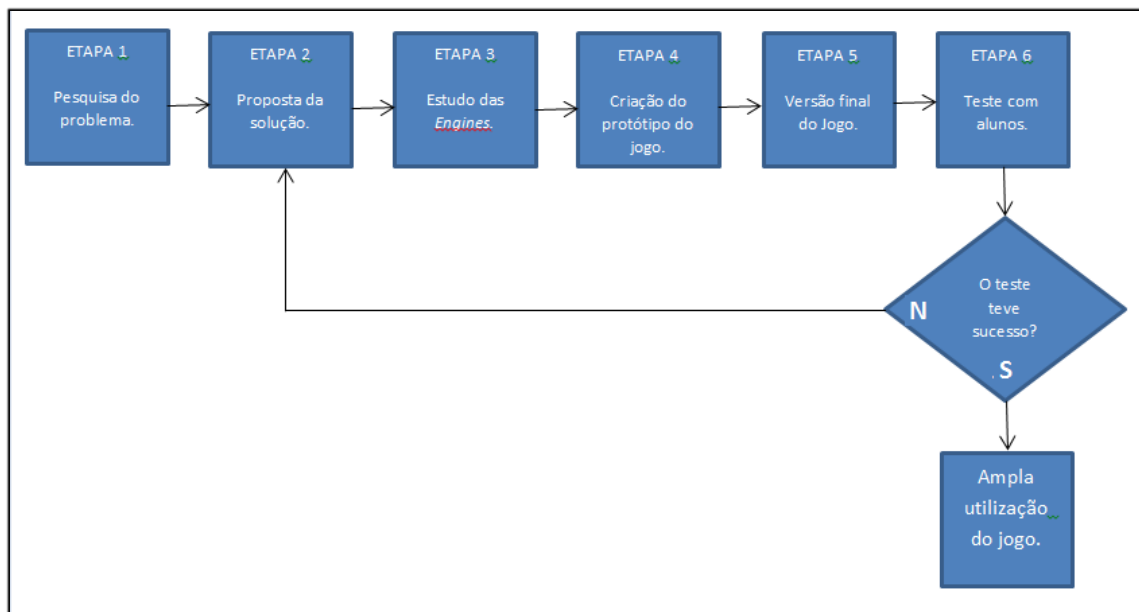 ETAPA 1
Pesquisa do
problema.
ETAPA 2
Proposta da
solução.
ETAPA 3
Estudo das
Engines.
ETAPA 4
Criação do
protótipo do
jogo.
ETAPA 5
Versão final
do Jogo.
ETAPA 6
Teste com
alunos.
O teste
teve
sucesso?
N
. S
Ampla
utilização
do jogo.